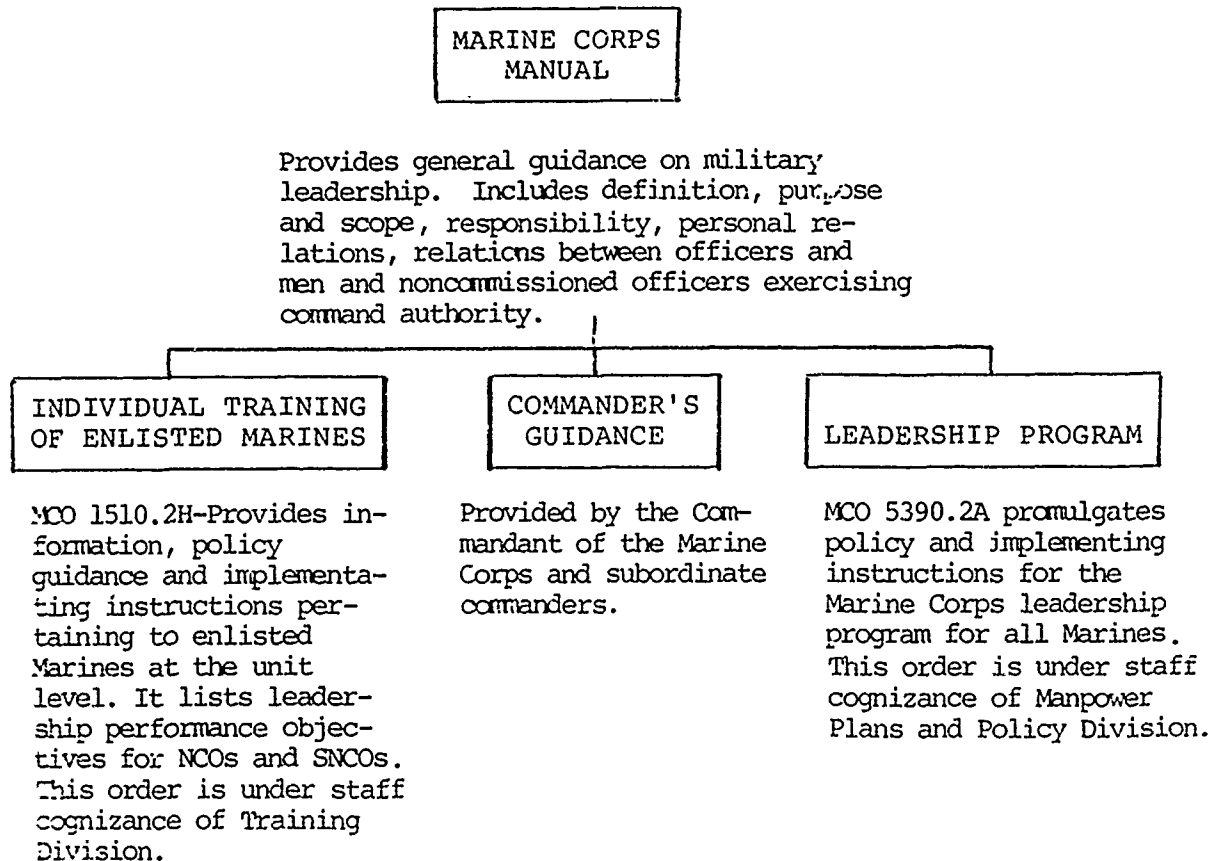 MARINE CORPS
MANUAL
Provides general guidance on military
leadership. Includes definition, purpose
and scope, responsibility, personal re-
lations, relations between officers and
men and noncommissioned officers exercising
command authority.
INDIVIDUAL TRAINING
OF ENLISTED MARINES
MCO 1510.2H-Provides in-
formation, policy
guidance and implementa-
ting instructions per-
taining to enlisted
Marines at the unit
level. It lists leader-
ship performance objec-
tives for NCOs and SNCOs.
This order is under staff
cognizance of Training
Division.
COMMANDER'S
GUIDANCE
Provided by the Com-
mandant of the Marine
Corps and subordinate
commanders.
LEADERSHIP PROGRAM
MCO 5390.2A promulgates
policy and implementing
instructions for the
Marine Corps leadership
program for all Marines.
This order is under staff
cognizance of Manpower
Plans and Policy Division.